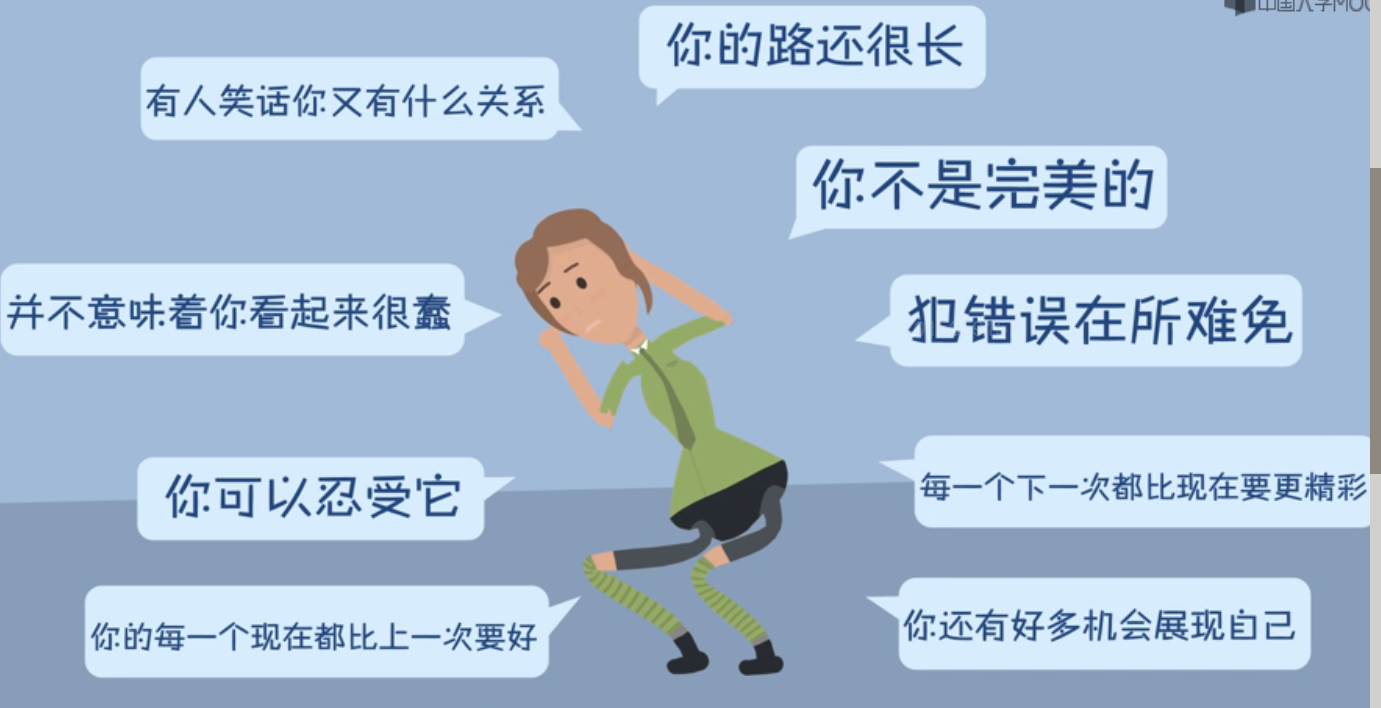 中国大学MOO
你的路还很长
有人笑话你又有什么关系
你不是完美的
并不意味着你看起来很蠢
犯错误在所难免
你可以忍受它
每一个下一次都比现在要更精彩
你的每一个现在都比上一次要好
你还有好多机会展现自己